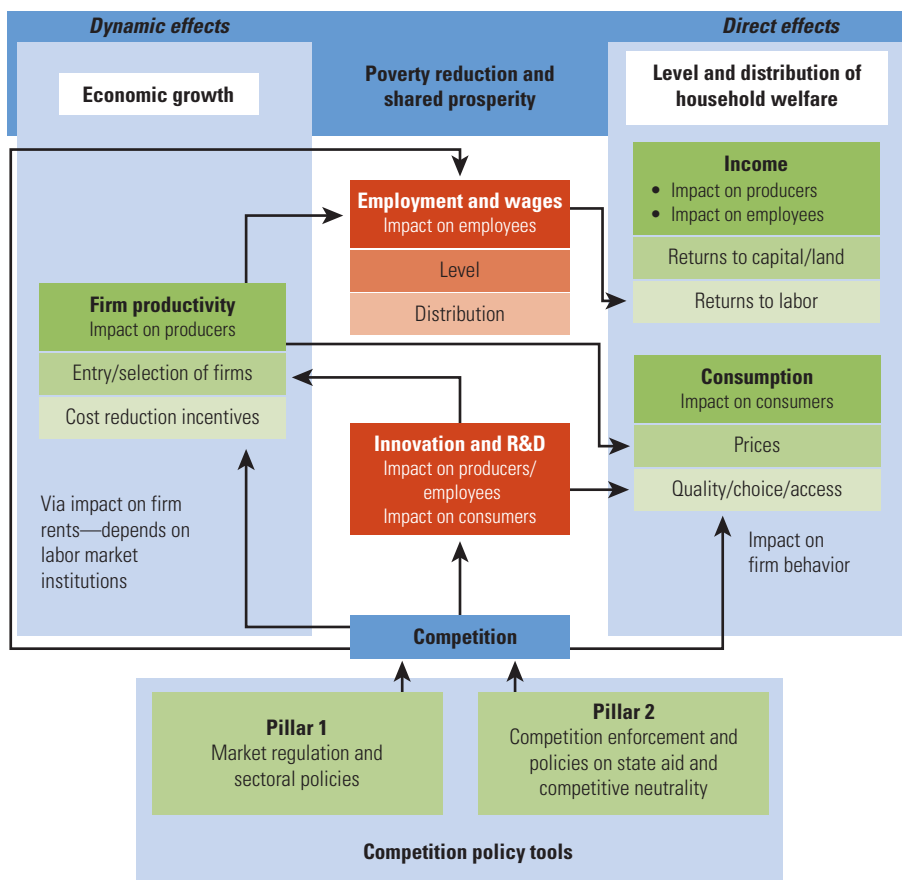 Dynamic effects
Direct effects
Economic growth
Poverty reduction and
shared prosperity
Level and distribution of
household welfare
Employment and wages
Impact on employees
Level
Distribution
Income
• Impact on producers
• Impact on employees
Returns to capital/land
Returns to labor
Firm productivity
Impact on producers
Entry/selection of firms
Cost reduction incentives
Consumption
Impact on consumers
Prices
Quality/choice/access
Innovation and R&D
Impact on producers/
employees
Impact on consumers
Via impact on firm
rents—depends on
labor market
institutions
Impact on
firm behavior
Competition
Pillar 1
Market regulation and
sectoral policies
Pillar 2
Competition enforcement and
policies on state aid and
competitive neutrality
Competition policy tools